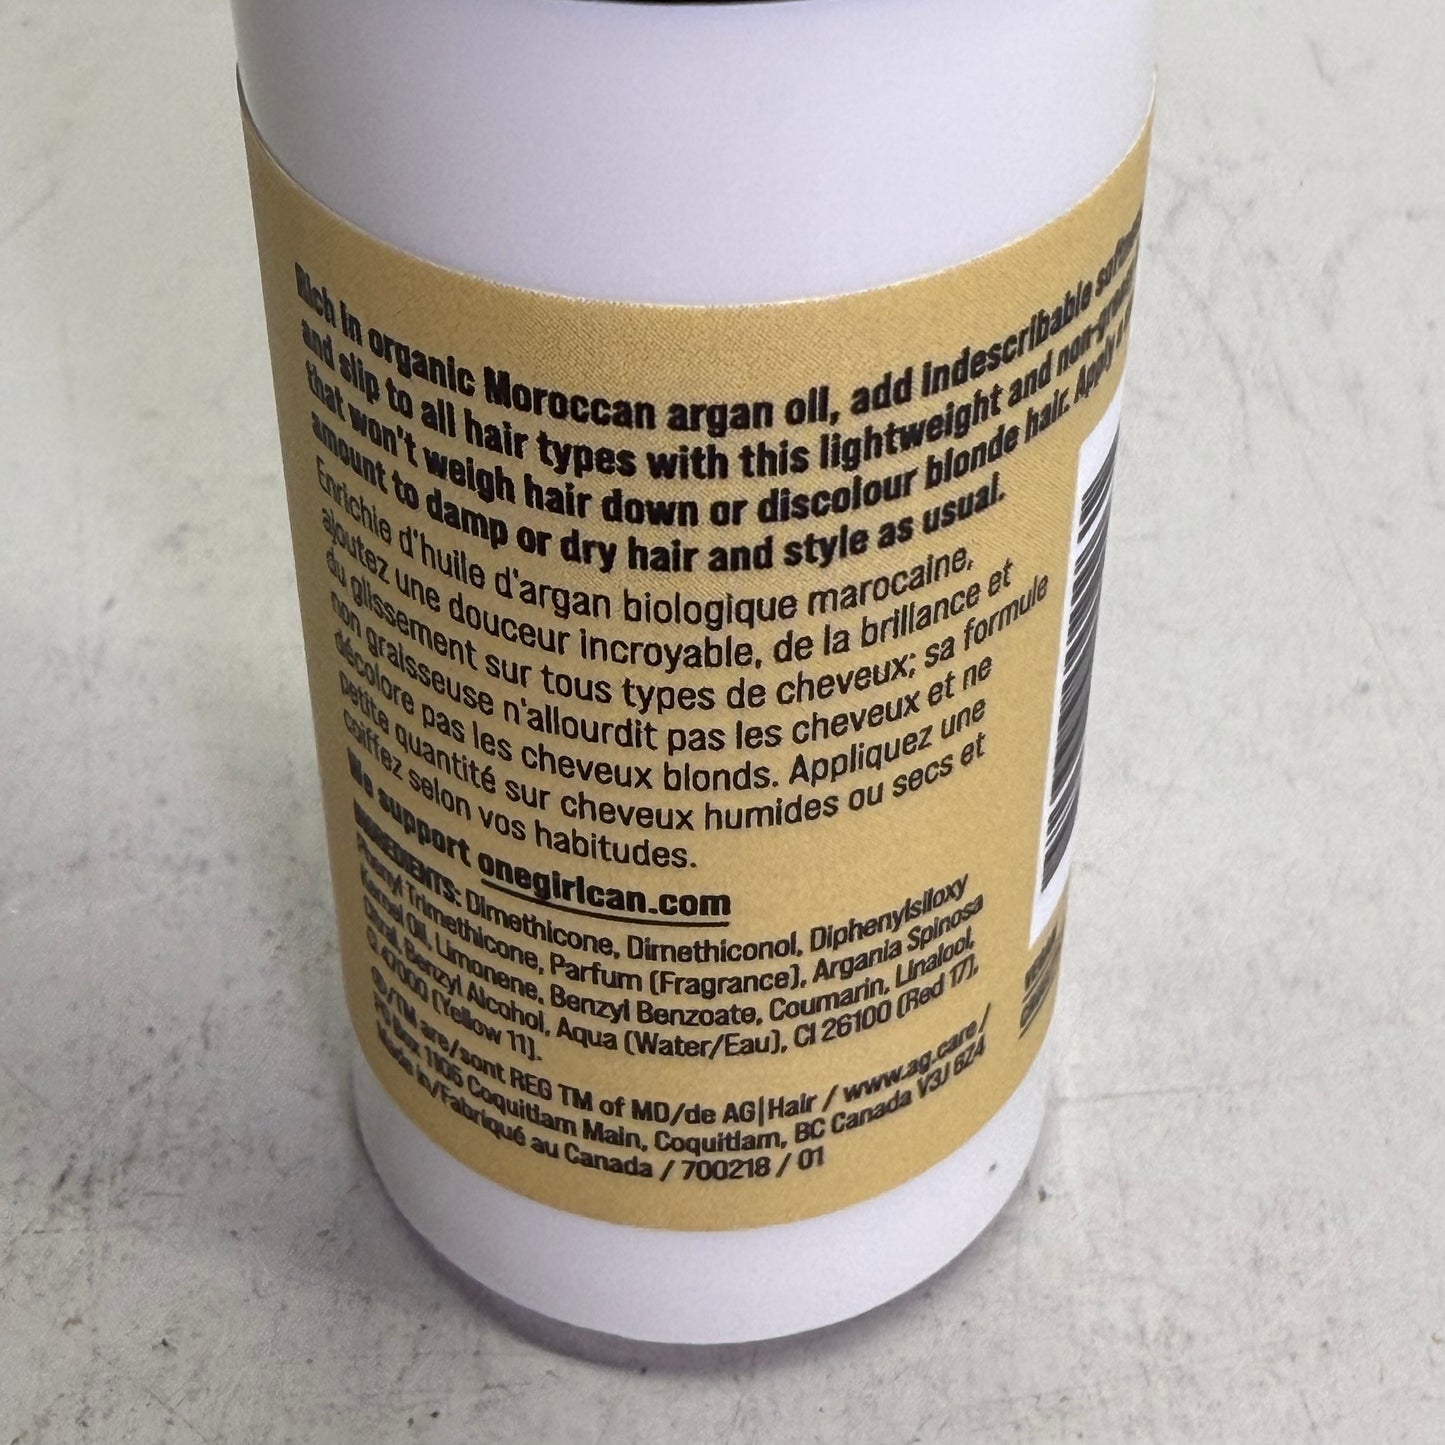 Rich in organic Moroccan argan oil, add indescribable
and slip to all hair types with this lightweight and
that won't weigh hair down or discolour blonde hair. Apply a
amount to damp or dry hair and style as usual.
Enrichie d'huile d'argan biologique marocaine,
ajoutez une douceur incroyable, de la brillance et
du glissement sur tous types de cheveux; sa formule
non graisseuse n'allourdit pas les cheveux et ne
décolore pas les cheveux blonds. Appliquez une
petite quantité sur cheveux humides ou secs et
coiffez selon vos habitudes.
We support onegirlcan.com
INGREDIENTS: Dimethicone, Dimethiconol, Diphenylsiloxy
Phenyl Trimethicone, Parfum (Fragrance), Argania Spinosa
Kernel Oil, Limonene, Benzyl Benzoate, Coumarin, Linalool,
Citral, Benzyl Alcohol, Aqua (Water/Eau), CI 26100 (Red 17),
CI 47000 (Yellow 11).
®/TM are/sont REG TM of MD/de AG|Hair / www.ag.care /
PO Box 1105 Coquitlam Main, Coquitlam, BC Canada V3J 6Z4
Made in/Fabriqué au Canada / 700218 / 01